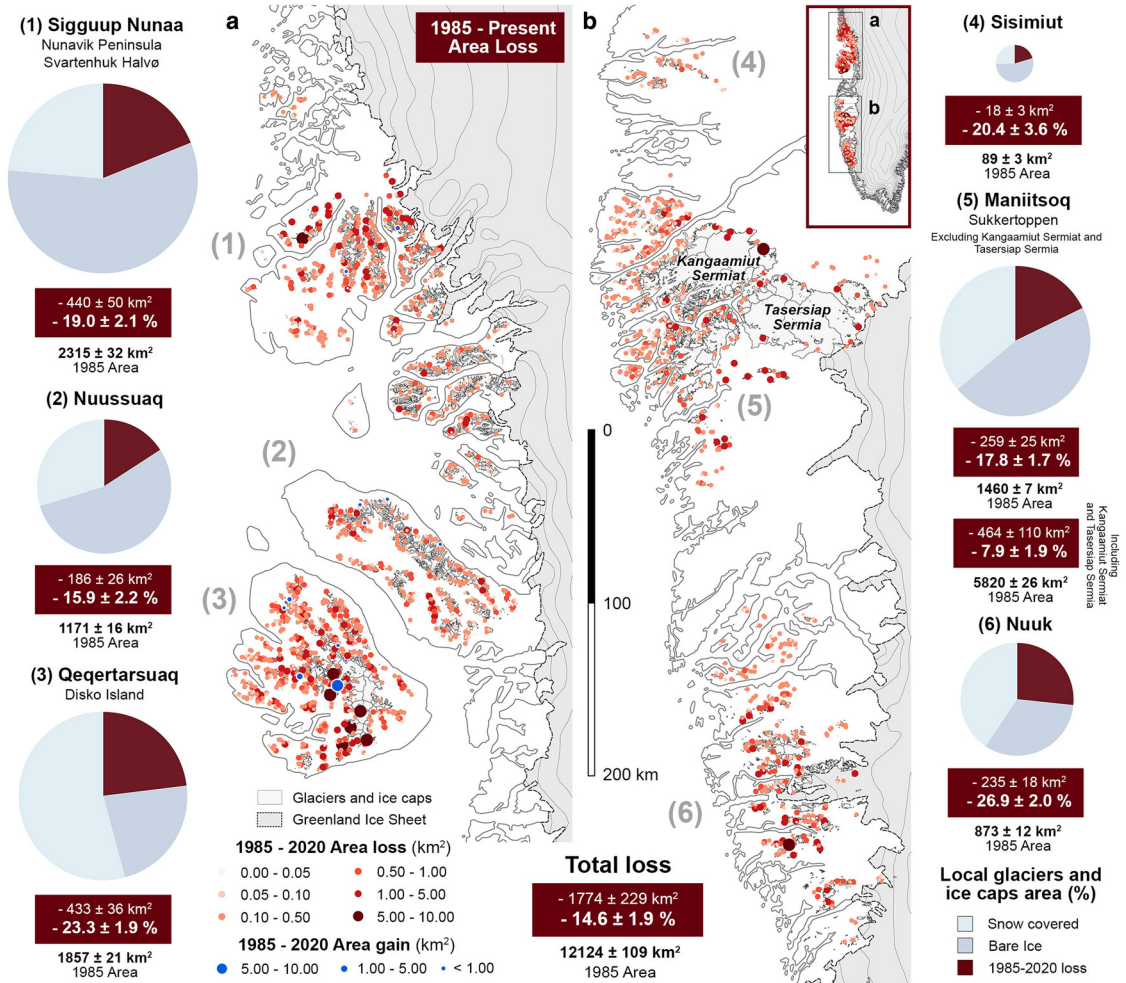 (1) Sigguup Nunaa
Nunavik Peninsula
Svartenhuk Halvø
- 440 ± 50 km²
- 19.0 ± 2.1 %
2315 ± 32 km²
1985 Area
(2) Nuussuaq
- 186 ± 26 km²
- 15.9 ± 2.2 %
1171 ± 16 km²
1985 Area
(3) Qeqertarsuaq
Disko Island
- 433 ± 36 km²
- 23.3 ± 1.9 %
1857 ± 21 km²
1985 Area
a
1985 - Present
Area Loss
(1)
(2)
(3)
Glaciers and ice caps
Greenland Ice Sheet
1985 - 2020 Area loss (km²)
0.00 - 0.05
0.05 - 0.10
0.10 - 0.50
0.50 - 1.00
1.00 - 5.00
5.00 - 10.00
1985 - 2020 Area gain (km²)
5.00 - 10.00
1.00 - 5.00
< 1.00
b
(4)
a
b
Kangaamiut
Sermiat
Tasersiap
Sermia
(5)
0
100
200 km
(6)
Total loss
- 1774 ± 229 km²
- 14.6 ± 1.9 %
12124 ± 109 km²
1985 Area
(4) Sisimiut
- 18 ± 3 km²
- 20.4 ± 3.6 %
89 ± 3 km²
1985 Area
(5) Maniitsoq
Sukkertoppen
Excluding Kangaamiut Sermiat and
Tasersiap Sermia
- 259 ± 25 km²
- 17.8 ± 1.7 %
1460 ± 7 km²
1985 Area
- 464 ± 110 km²
- 7.9 ± 1.9 %
5820 ± 26 km²
1985 Area
Including
Kangaamiut Sermiat
and Tasersiap Sermia
(6) Nuuk
- 235 ± 18 km²
- 26.9 ± 2.0 %
873 ± 12 km²
1985 Area
Local glaciers and
ice caps area (%)
Snow covered
Bare Ice
1985-2020 loss